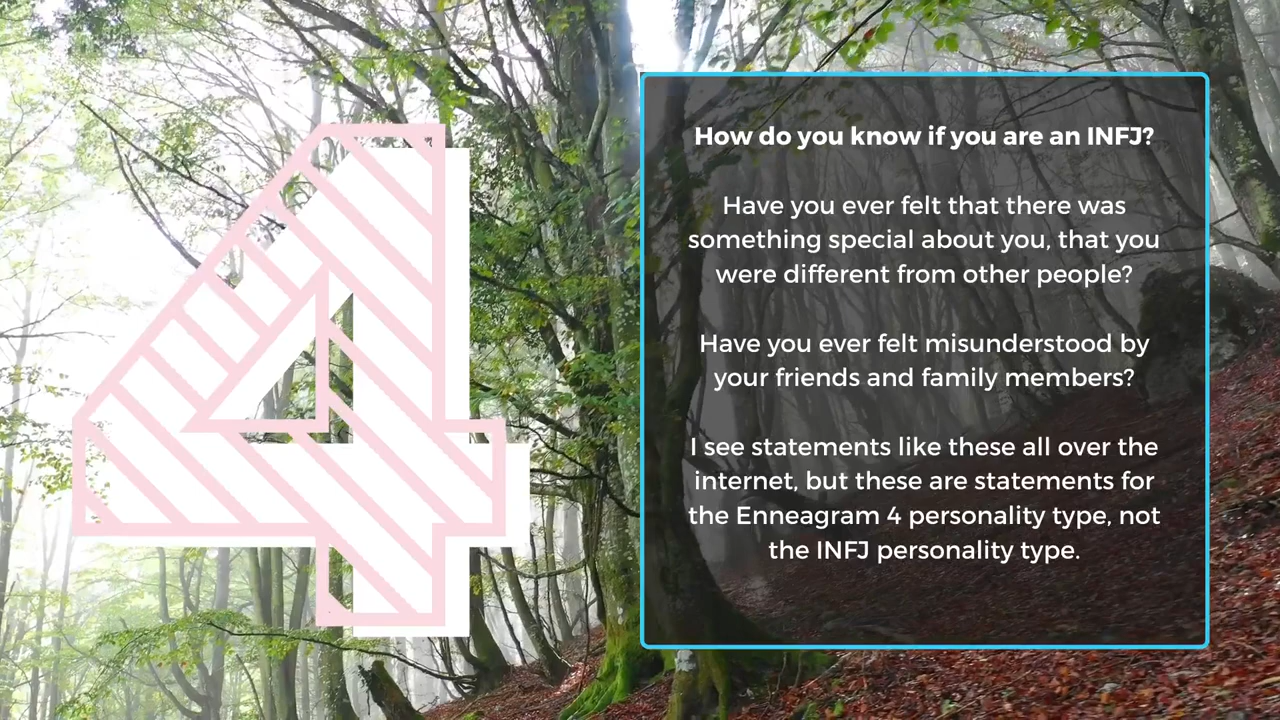 4
How do you know if you are an INFJ?
Have you ever felt that there was
something special about you, that you
were different from other people?
Have you ever felt misunderstood by
your friends and family members?
I see statements like these all over the
internet, but these are statements for
the Enneagram 4 personality type, not
the INFJ personality type.